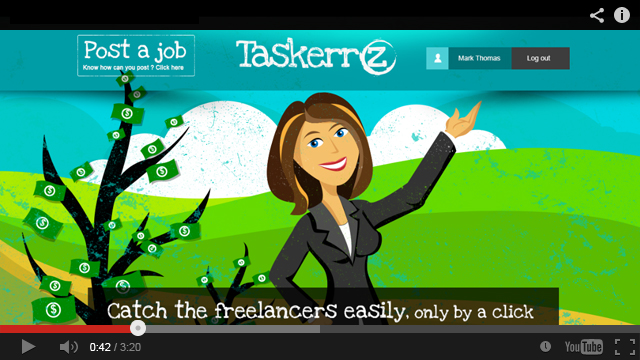 Post a job
Know how can you post ? Click here
Taskerrz
Mark Thomas
Log out
Catch the freelancers easily, only by a click
0:42 / 3:20
YouTube